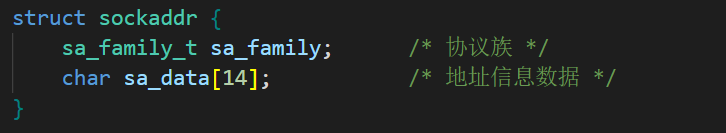 struct sockaddr {
    sa_family_t sa_family;      /* 协议族 */
    char sa_data[14];           /* 地址信息数据 */
}